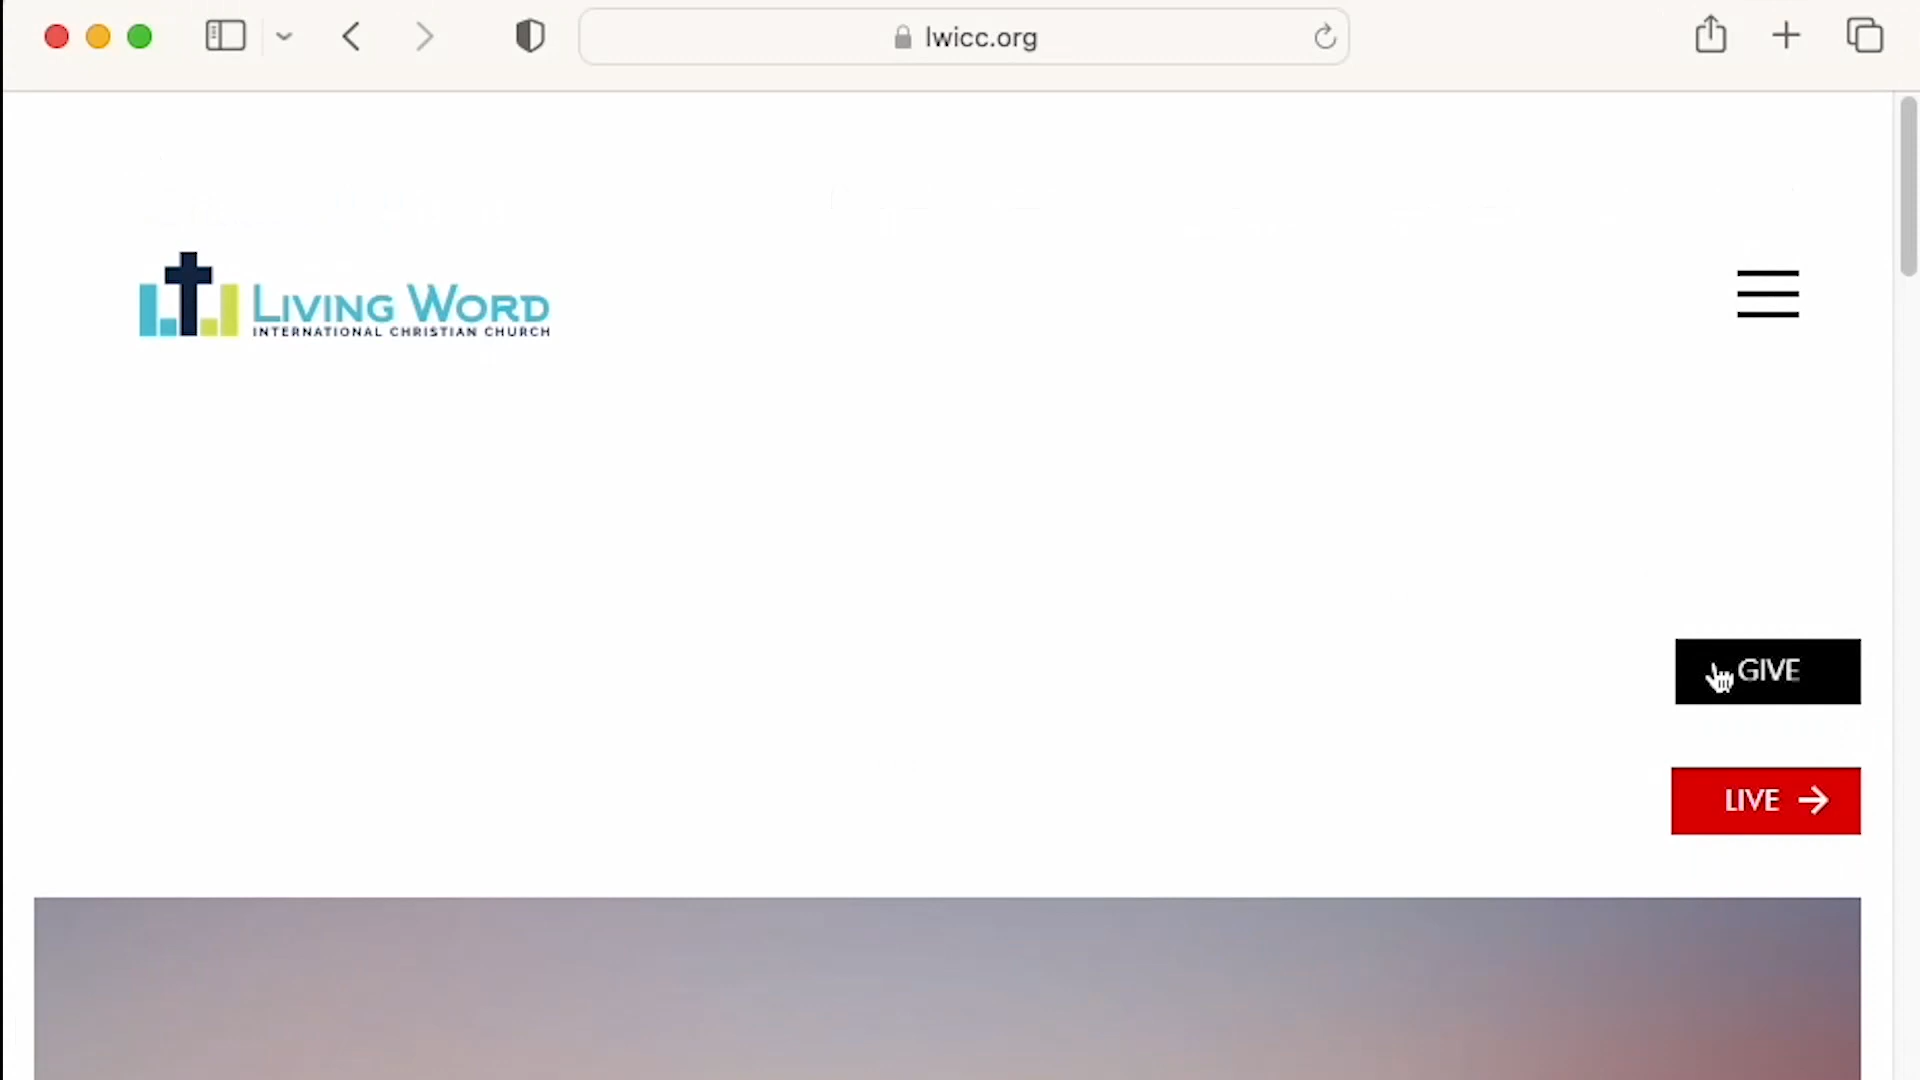 lwicc.org
LIVING WORD
INTERNATIONAL CHRISTIAN CHURCH
GIVE
LIVE